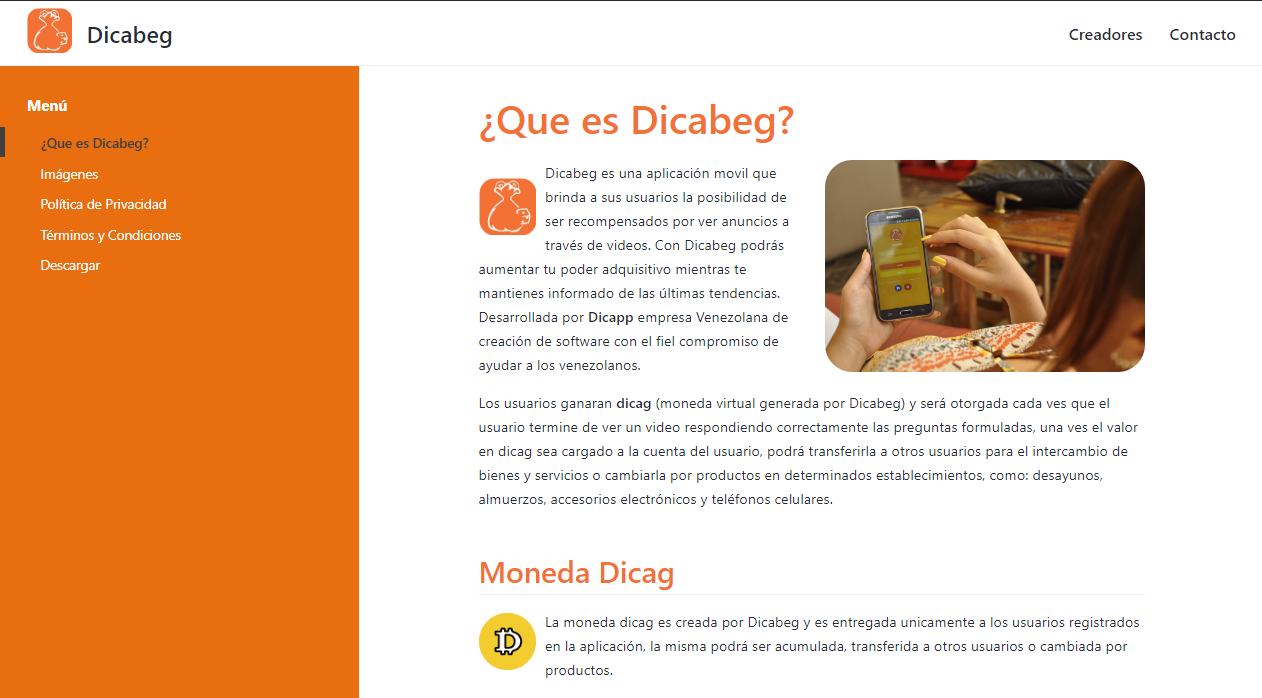 Dicabeg
Creadores
Contacto
Menú
¿Que es Dicabeg?
Imágenes
Política de Privacidad
Términos y Condiciones
Descargar
¿Que es Dicabeg?
Dicabeg es una aplicación movil que
brinda a sus usuarios la posibilidad de
ser recompensados por ver anuncios a
través de videos. Con Dicabeg podrás
aumentar tu poder adquisitivo mientras te
mantienes informado de las últimas tendencias.
Desarrollada por Dicapp empresa Venezolana de
creación de software con el fiel compromiso de
ayudar a los venezolanos.
Los usuarios ganaran dicag (moneda virtual generada por Dicabeg) y será otorgada cada ves que el
usuario termine de ver un video respondiendo correctamente las preguntas formuladas, una ves el valor
en dicag sea cargado a la cuenta del usuario, podrá transferirla a otros usuarios para el intercambio de
bienes y servicios o cambiarla por productos en determinados establecimientos, como: desayunos,
almuerzos, accesorios electrónicos y teléfonos celulares.
Moneda Dicag
La moneda dicag es creada por Dicabeg y es entregada unicamente a los usuarios registrados
en la aplicación, la misma podrá ser acumulada, transferida a otros usuarios o cambiada por
productos.